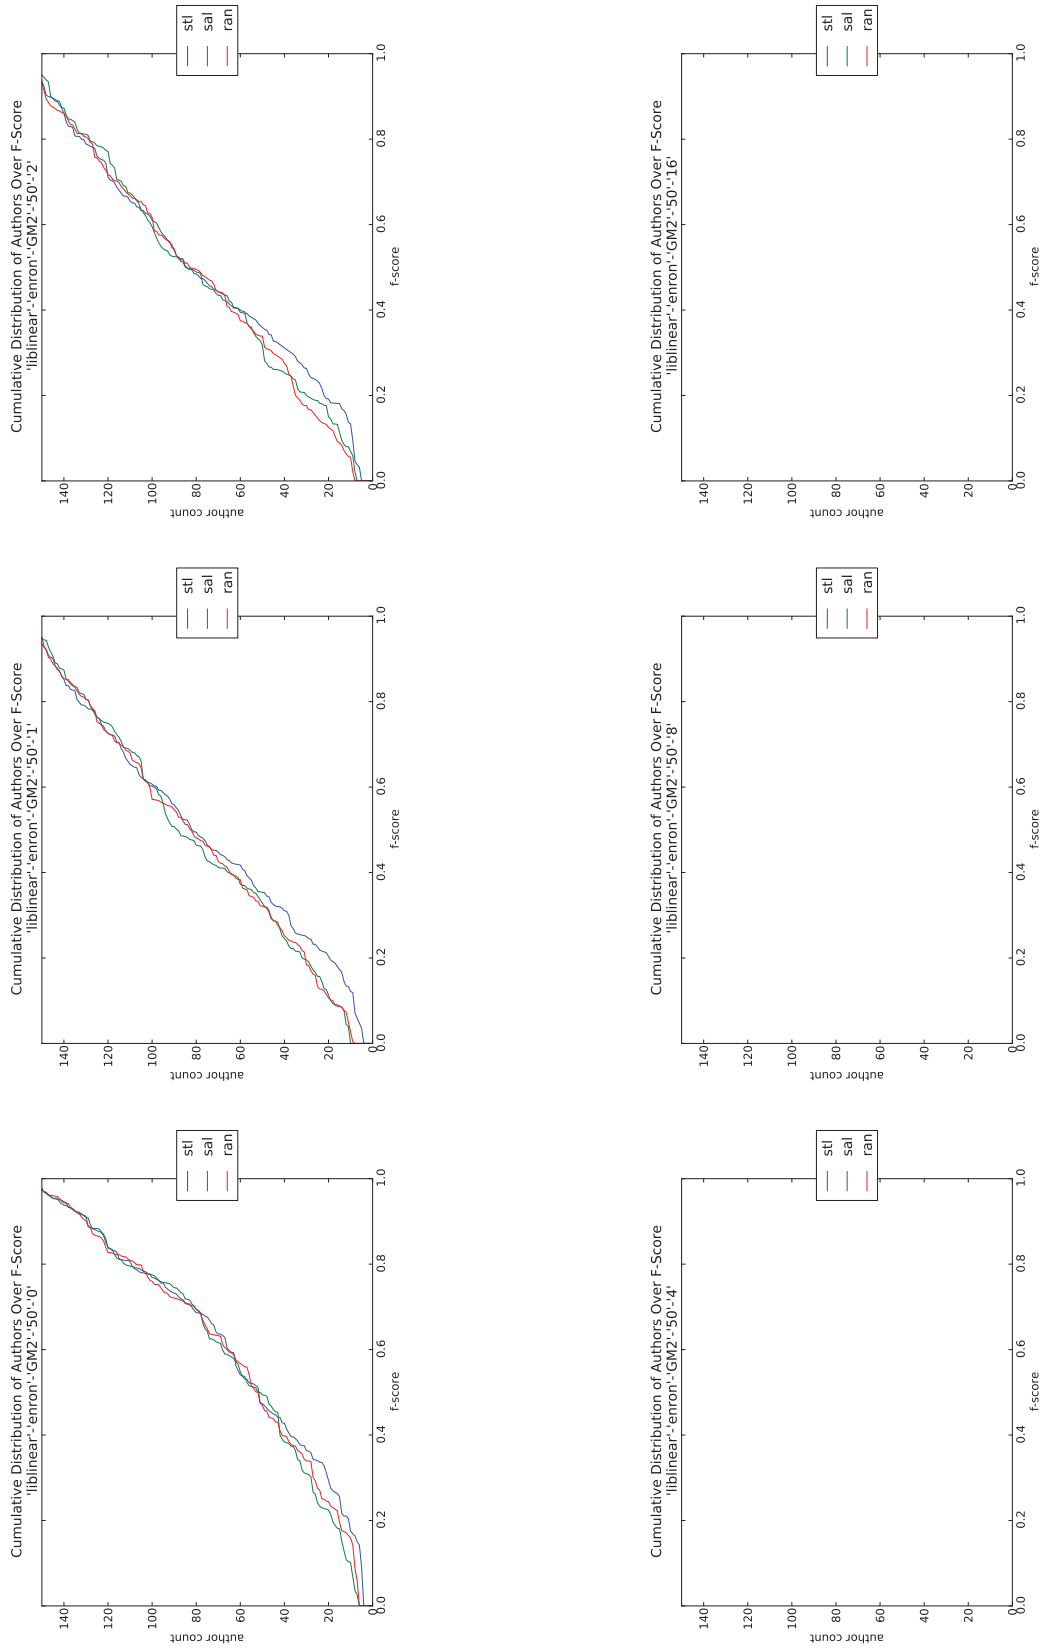 Cumulative Distribution of Authors Over F-Score
'liblinear'-'enron'-'GM2'-'50'-'0'
140
120
100
80
60
40
20
0
author count
0.0 0.2 0.4 0.6 0.8 1.0
f-score
stl
sal
ran
Cumulative Distribution of Authors Over F-Score
'liblinear'-'enron'-'GM2'-'50'-'1'
140
120
100
80
60
40
20
0
author count
0.0 0.2 0.4 0.6 0.8 1.0
f-score
stl
sal
ran
Cumulative Distribution of Authors Over F-Score
'liblinear'-'enron'-'GM2'-'50'-'2'
140
120
100
80
60
40
20
0
author count
0.0 0.2 0.4 0.6 0.8 1.0
f-score
stl
sal
ran
Cumulative Distribution of Authors Over F-Score
'liblinear'-'enron'-'GM2'-'50'-'4'
140
120
100
80
60
40
20
0
author count
0.0 0.2 0.4 0.6 0.8 1.0
f-score
stl
sal
ran
Cumulative Distribution of Authors Over F-Score
'liblinear'-'enron'-'GM2'-'50'-'8'
140
120
100
80
60
40
20
0
author count
0.0 0.2 0.4 0.6 0.8 1.0
f-score
stl
sal
ran
Cumulative Distribution of Authors Over F-Score
'liblinear'-'enron'-'GM2'-'50'-'16'
140
120
100
80
60
40
20
0
author count
0.0 0.2 0.4 0.6 0.8 1.0
f-score
stl
sal
ran